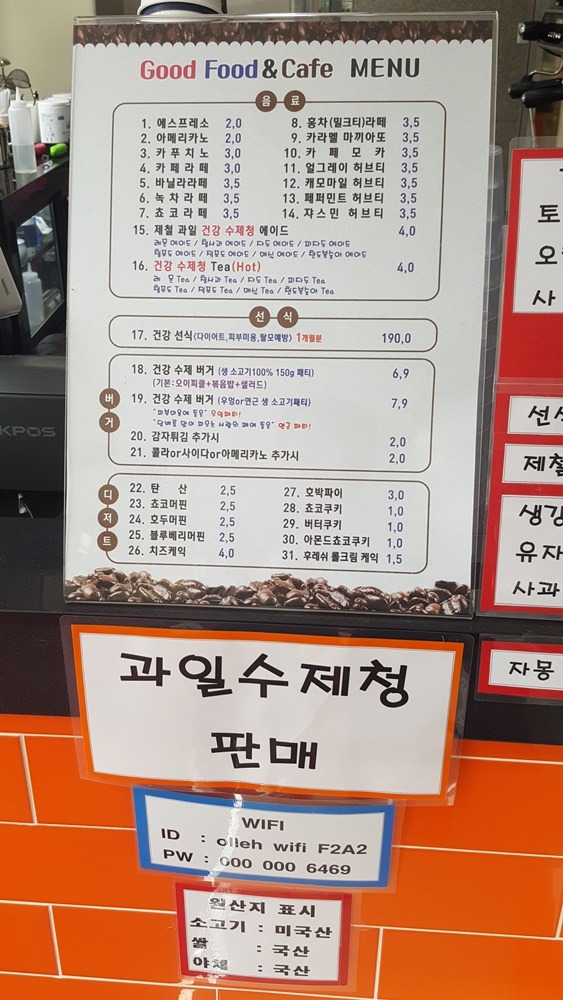 Good Food & Cafe MENU
음 료
1. 에스프레소 2,0
2. 아메리카노 2,0
3. 카 푸 치 노 3,0
4. 카 페 라 떼 3,0
5. 바닐라라떼 3,5
6. 녹 차 라 떼 3,5
7. 쵸 코 라 떼 3,5
8. 홍차(밀크티)라떼 3,5
9. 카라멜 마끼아또 3,5
10. 카 페 모 카 3,5
11. 얼그레이 허브티 3,5
12. 캐모마일 허브티 3,5
13. 페퍼민트 허브티 3,5
14. 쟈스민 허브티 3,5
15. 제철 과일 건강 수제청 에이드 4,0
16. 건강 수제청 Tea(Hot) 4,0
선 식
17. 건강 선식(다이어트,피부미용,탈모예방) 1개월분 190,0
버 거
18. 건강 수제 버거 (생 소고기100% 150g 패티) 6,9
(기본:오이피클+볶음밥+샐러드)
19. 건강 수제 버거 (우엉or연근 생 소고기패티) 7,9
20. 감자튀김 추가시 2,0
21. 콜라or사이다or아메리카노 추가시 2,0
디 저 트
22. 탄 산 2,5
23. 쵸코머핀 2,5
24. 호두머핀 2,5
25. 블루베리머핀 2,5
26. 치즈케익 4,0
27. 호박파이 3,0
28. 쵸코쿠키 1,0
29. 버터쿠키 1,0
30. 아몬드쵸코쿠키 1,0
31. 후레쉬 롤크림 케익 1,5
과일수제청
판매
WIFI
ID : olleh wifi F2A2
PW : 000 000 6469
원산지 표시
소고기 : 미국산
쌀 : 국산
야채 : 국산
KPOS
토
사
선식
제철
생강
유자
사과
자몽